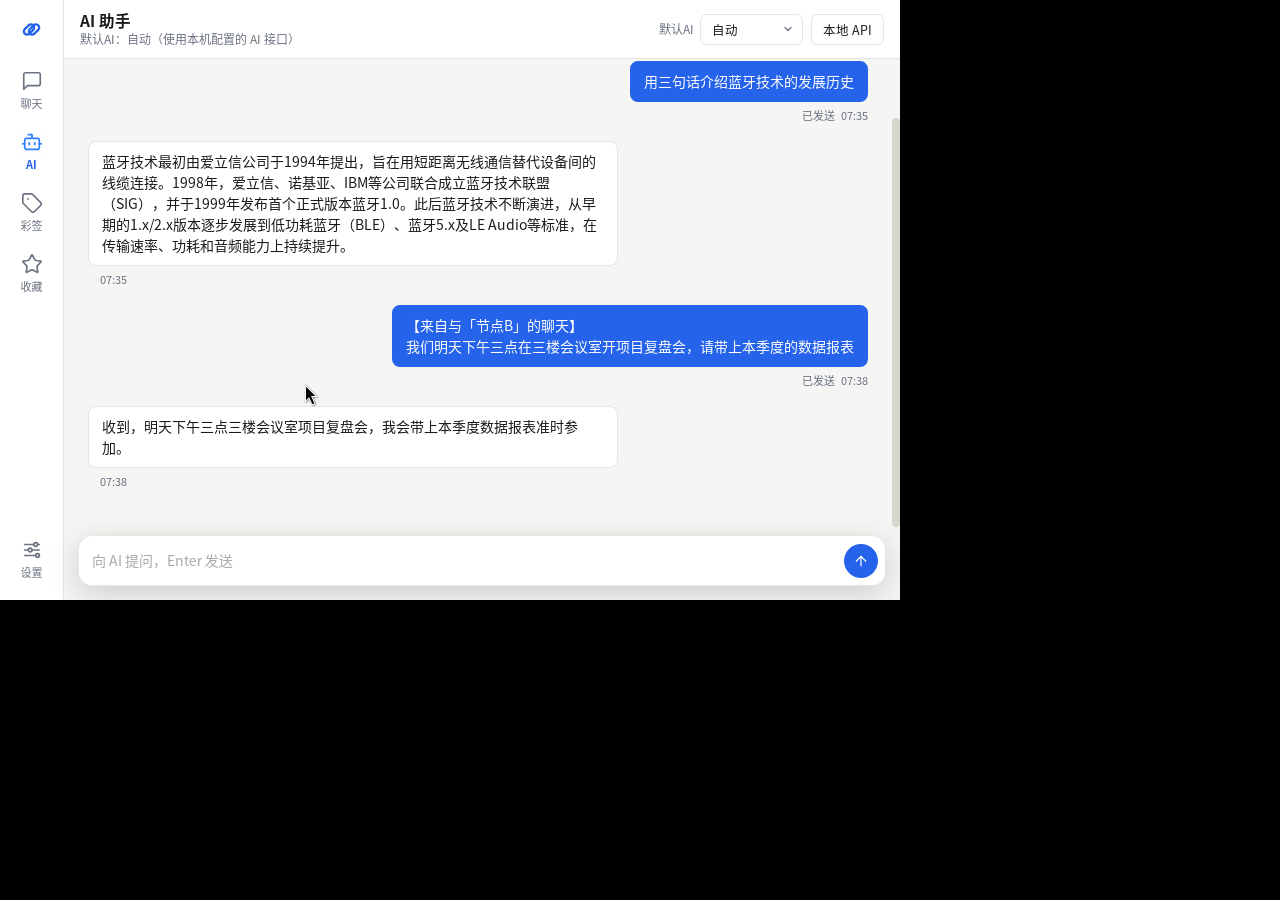 AI 助手
默认AI：自动（使用本机配置的 AI 接口）
默认AI
自动
本地 API
聊天
AI
彩签
收藏
设置
用三句话介绍蓝牙技术的发展历史
已发送 07:35
蓝牙技术最初由爱立信公司于1994年提出，旨在用短距离无线通信替代设备间的
线缆连接。1998年，爱立信、诺基亚、IBM等公司联合成立蓝牙技术联盟
（SIG），并于1999年发布首个正式版本蓝牙1.0。此后蓝牙技术不断演进，从早
期的1.x/2.x版本逐步发展到低功耗蓝牙（BLE）、蓝牙5.x及LE Audio等标准，在
传输速率、功耗和音频能力上持续提升。
07:35
【来自与「节点B」的聊天】
我们明天下午三点在三楼会议室开项目复盘会，请带上本季度的数据报表
已发送 07:38
收到，明天下午三点三楼会议室项目复盘会，我会带上本季度数据报表准时参
加。
07:38
向 AI 提问，Enter 发送